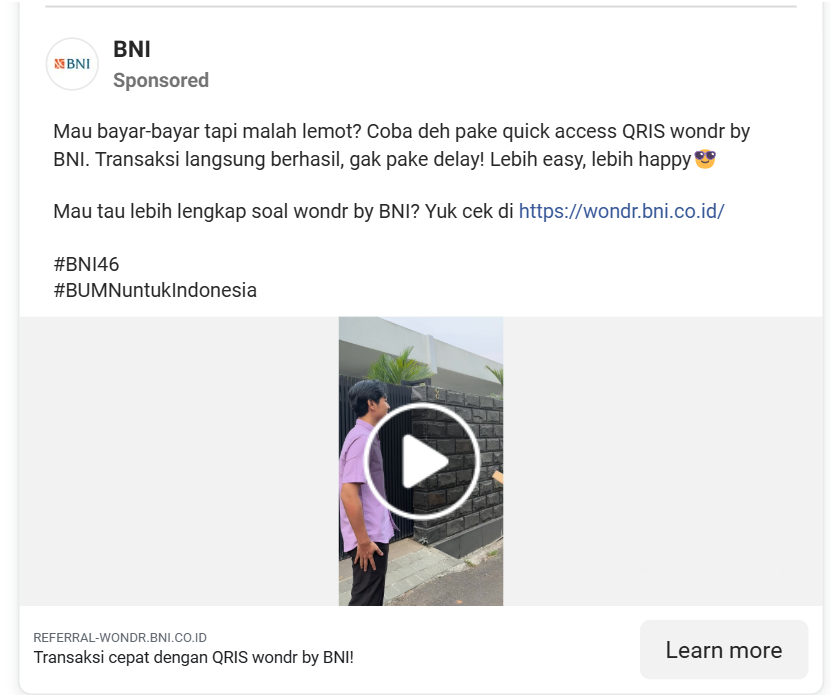 BNI
BNI
Sponsored
Mau bayar-bayar tapi malah lemot? Coba deh pake quick access QRIS wondr by
BNI. Transaksi langsung berhasil, gak pake delay! Lebih easy, lebih happy😎
Mau tau lebih lengkap soal wondr by BNI? Yuk cek di https://wondr.bni.co.id/
#BNI46
#BUMNuntukIndonesia
REFERRAL-WONDR.BNI.CO.ID
Transaksi cepat dengan QRIS wondr by BNI!
Learn more